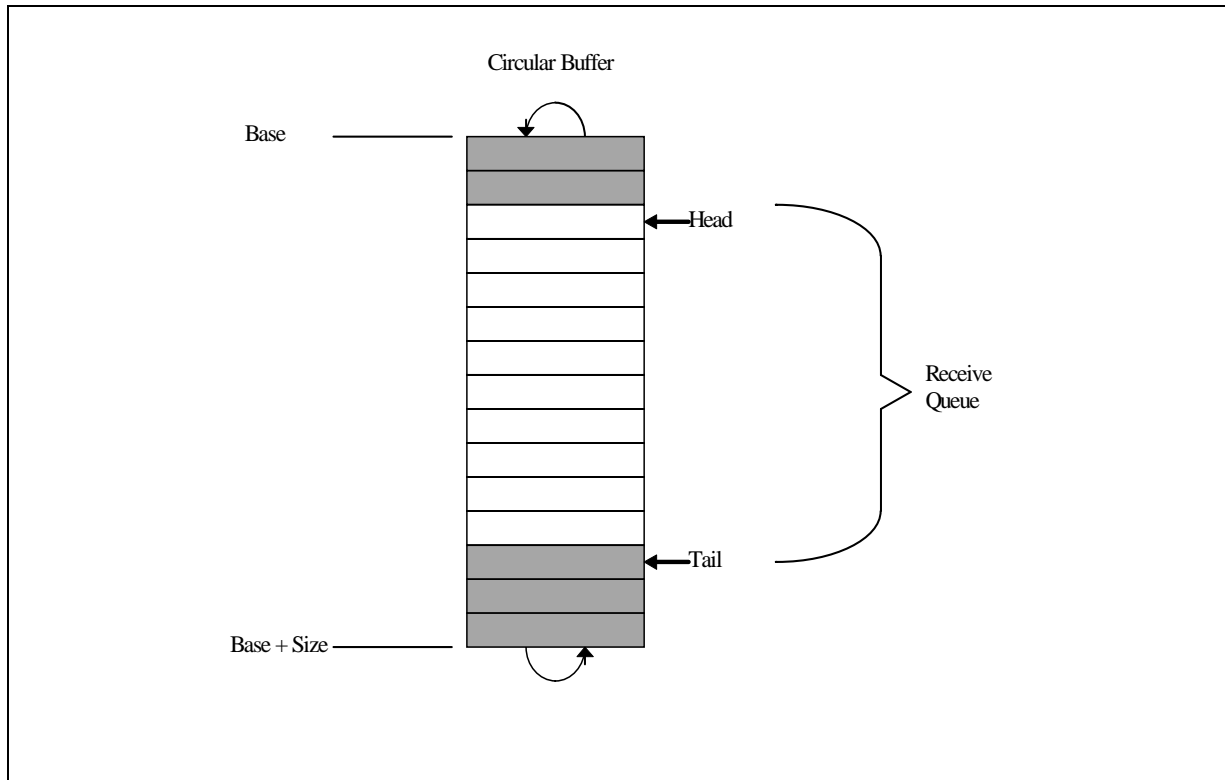 Circular Buffer
Base
Head
Receive
Queue
Tail
Base + Size